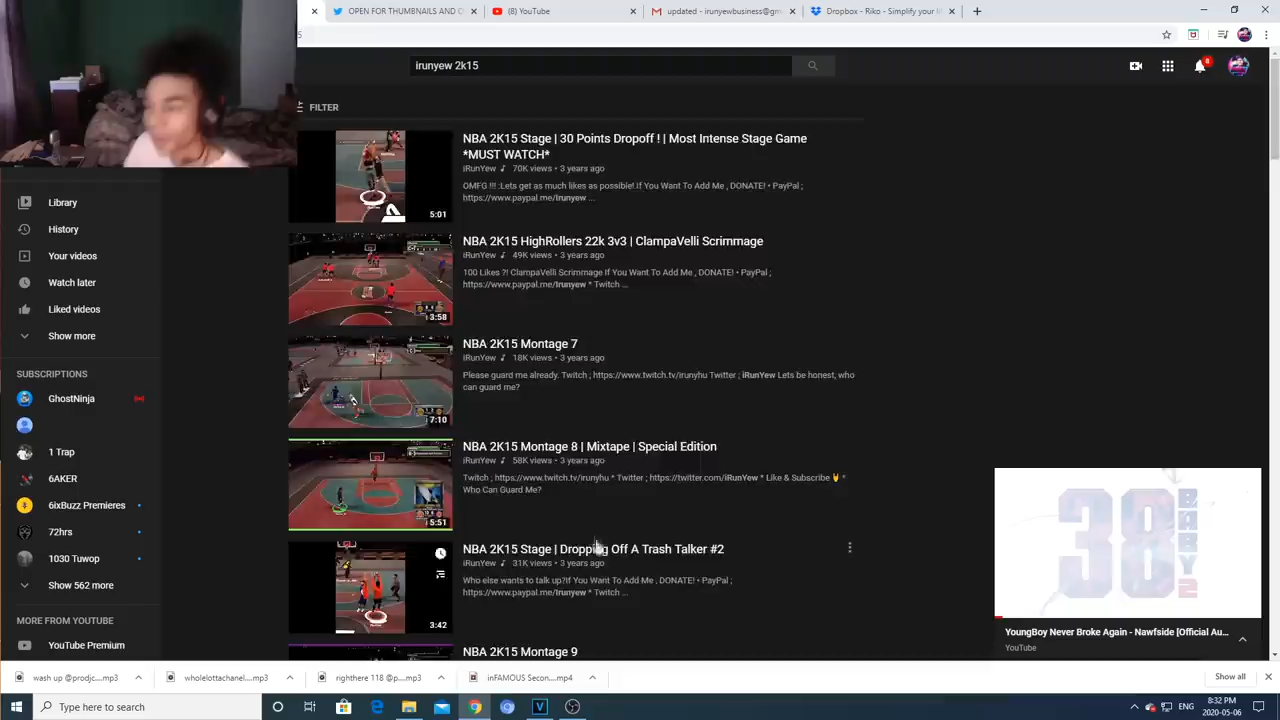 OPEN FOR THUMBNAILS AND O
(8) YouTube
updated - irunyewbusiness@gm
Dropbox - Riko - Simplify your l
irunyew 2k15
8
FILTER
NBA 2K15 Stage | 30 Points Dropoff ! | Most Intense Stage Game
*MUST WATCH*
iRunYew ♪ 70K views • 3 years ago
OMFG !!! :Lets get as much likes as possible!.If You Want To Add Me , DONATE! • PayPal ;
https://www.paypal.me/Irunyew ...
5:01
NBA 2K15 HighRollers 22k 3v3 | ClampaVelli Scrimmage
iRunYew ♪ 49K views • 3 years ago
100 Likes ?! ClampaVelli Scrimmage If You Want To Add Me , DONATE! • PayPal ;
https://www.paypal.me/Irunyew * Twitch ...
3:58
NBA 2K15 Montage 7
iRunYew ♪ 18K views • 3 years ago
Please guard me already. Twitch ; https://www.twitch.tv/irunyhu Twitter ; iRunYew Lets be honest, who
can guard me?
7:10
NBA 2K15 Montage 8 | Mixtape | Special Edition
iRunYew ♪ 58K views • 3 years ago
Twitch ; https://www.twitch.tv/irunyhu * Twitter ; https://twitter.com/iRunYew * Like & Subscribe 🤘 *
Who Can Guard Me?
5:51
NBA 2K15 Stage | Dropping Off A Trash Talker #2
iRunYew ♪ 31K views • 3 years ago
Who else wants to talk up?If You Want To Add Me , DONATE! • PayPal ;
https://www.paypal.me/Irunyew * Twitch ...
3:42
NBA 2K15 Montage 9
Library
History
Your videos
Watch later
Liked videos
Show more
SUBSCRIPTIONS
GhostNinja
1 Trap
6AKER
6ixBuzz Premieres
72hrs
1030 Tuwop
Show 562 more
MORE FROM YOUTUBE
YouTube Premium
38
BABY
2
YoungBoy Never Broke Again - Nawfside [Official Au...
YouTube
wash up @prodjc....mp3
wholelottachanel....mp3
righthere 118 @p....mp3
inFAMOUS Secon....mp4
Show all
Type here to search
ENG
8:32 PM
2020-05-06